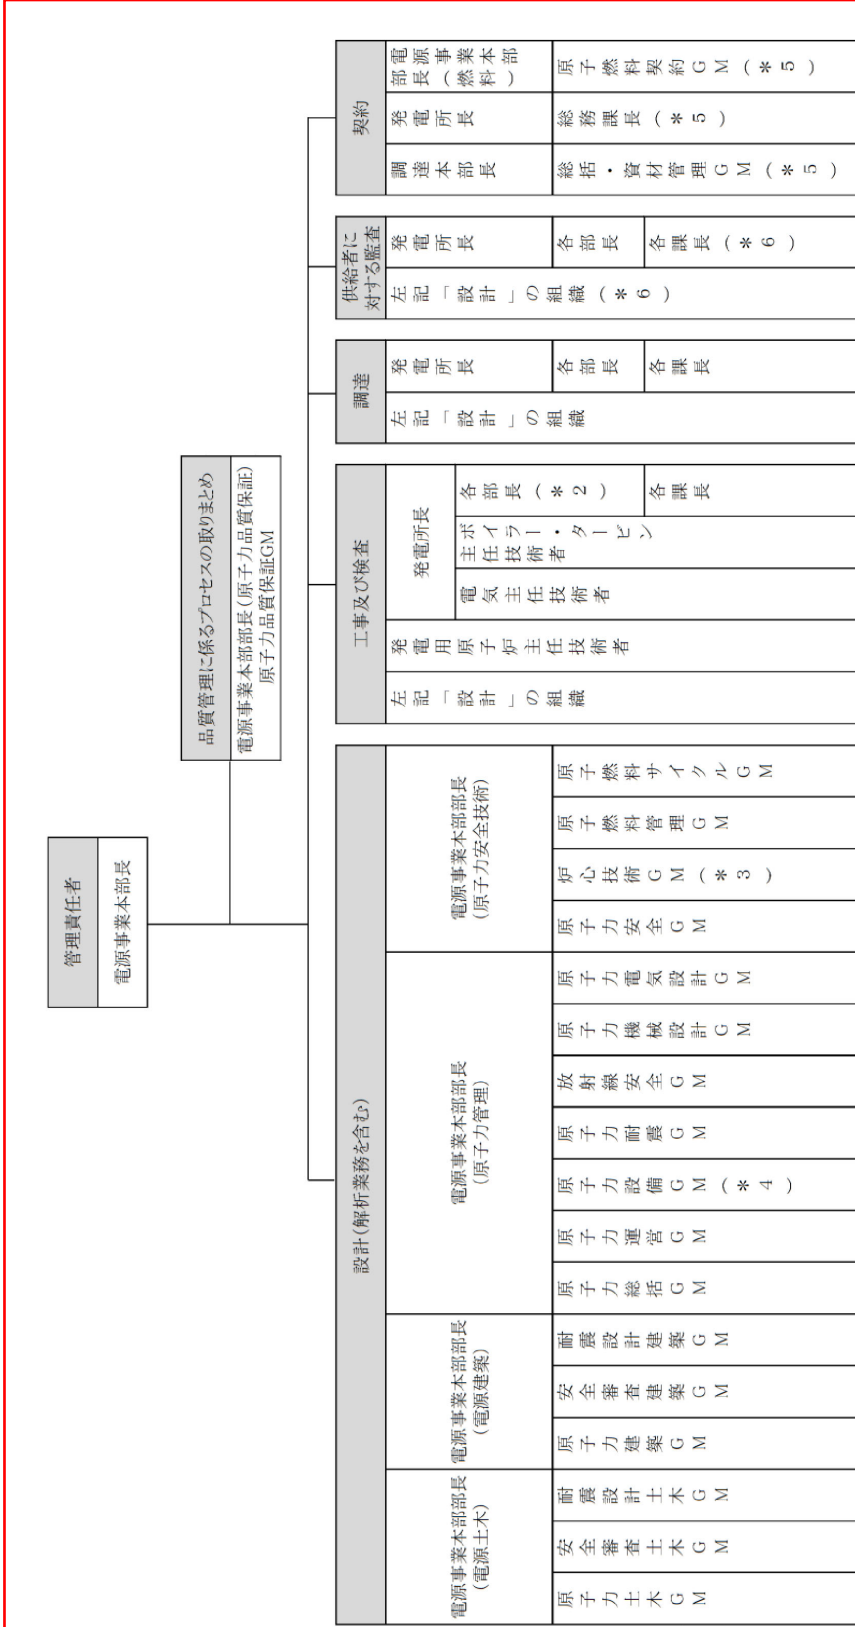 管理責任者
電源事業本部長
品質管理に係るプロセスの取りまとめ
電源事業本部部長(原子力品質保証)
原子力品質保証GM
設計(解析業務を含む)
電源事業本部部長
(電源土木)
原子力土木GM
安全審査土木GM
耐震設計土木GM
電源事業本部部長
(電源建築)
原子力建築GM
安全審査建築GM
耐震設計建築GM
電源事業本部部長
(原子力管理)
原子力総括GM
原子力運営GM
原子力設備GM(*4)
原子力耐震GM
放射線安全GM
原子力機械設計GM
原子力電気設計GM
電源事業本部部長
(原子力安全技術)
原子力安全GM
炉心技術GM(*3)
原子燃料管理GM
原子燃料サイクルGM
工事及び検査
左記「設計」の組織
発電用原子炉主任技術者
発電所長
電気主任技術者
ボイラー・タービン
主任技術者
各部長(*2)
各課長
調達
左記「設計」の組織
発電所長
各部長
各課長
供給者に
対する監査
左記「設計」の組織(*6)
発電所長
各部長
各課長(*6)
契約
調達本部長
総括・資材管理GM(*5)
発電所長
総務課長(*5)
電源事業本部
部長(燃料)
原子燃料契約GM(*5)